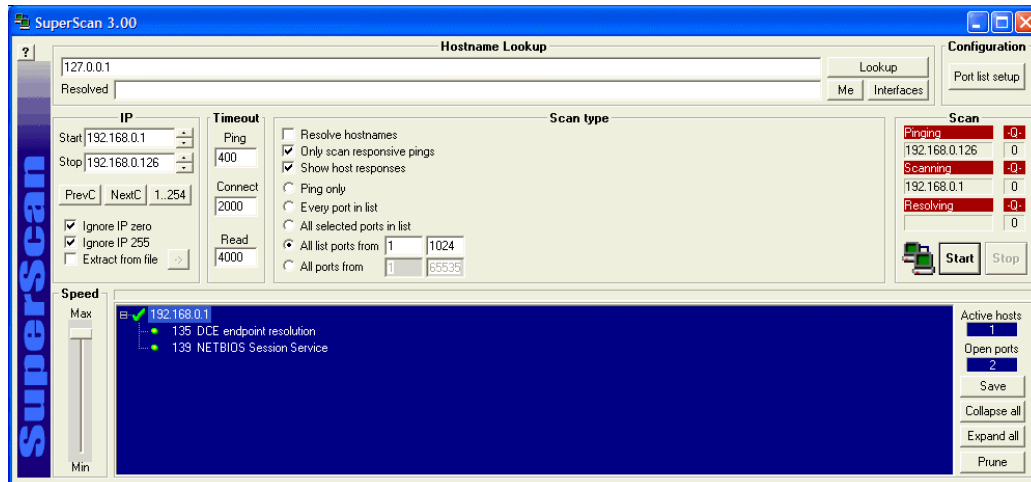 SuperScan 3.00
?
Hostname Lookup
127.0.0.1
Lookup
Resolved
Me
Interfaces
Configuration
Port list setup
SuperScan
IP
Start 192.168.0.1
Stop 192.168.0.126
PrevC
NextC
1..254
Ignore IP zero
Ignore IP 255
Extract from file
->
Timeout
Ping
400
Connect
2000
Read
4000
Scan type
Resolve hostnames
Only scan responsive pings
Show host responses
Ping only
Every port in list
All selected ports in list
All list ports from 1 1024
All ports from 1 65535
Scan
Pinging -Q-
192.168.0.126 0
Scanning -Q-
192.168.0.1 0
Resolving -Q-
0
Start
Stop
Speed
Max
Min
192.168.0.1
135 DCE endpoint resolution
139 NETBIOS Session Service
Active hosts
1
Open ports
2
Save
Collapse all
Expand all
Prune